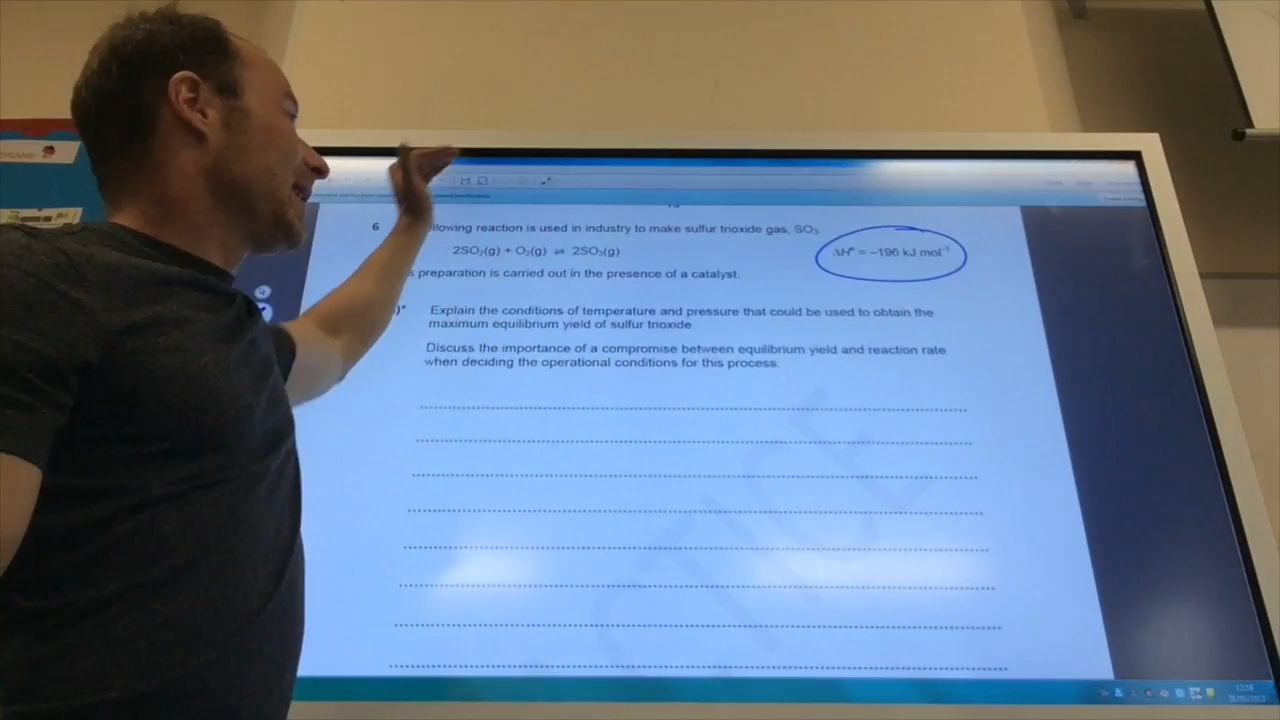 6 llowing reaction is used in industry to make sulfur trioxide gas, SO₃.
2SO₂(g) + O₂(g) ⇌ 2SO₃(g)
ΔH° = −196 kJ mol⁻¹
s preparation is carried out in the presence of a catalyst.
)* Explain the conditions of temperature and pressure that could be used to obtain the
maximum equilibrium yield of sulfur trioxide.
Discuss the importance of a compromise between equilibrium yield and reaction rate
when deciding the operational conditions for this process.
CTICE